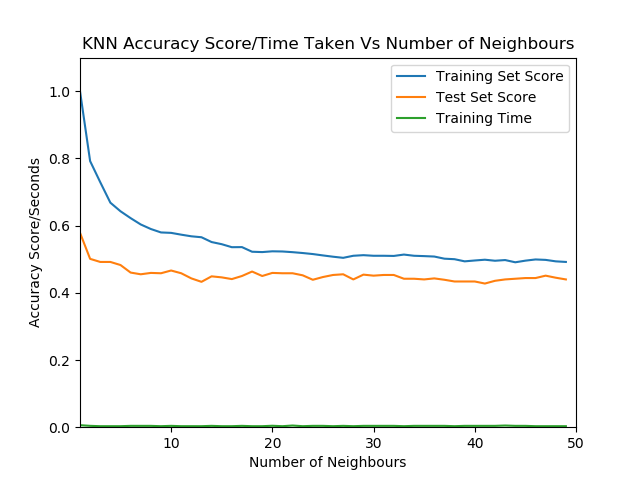 KNN Accuracy Score/Time Taken Vs Number of Neighbours
Training Set Score
Test Set Score
Training Time
Accuracy Score/Seconds
1.0
0.8
0.6
0.4
0.2
0.0
10
20
30
40
50
Number of Neighbours